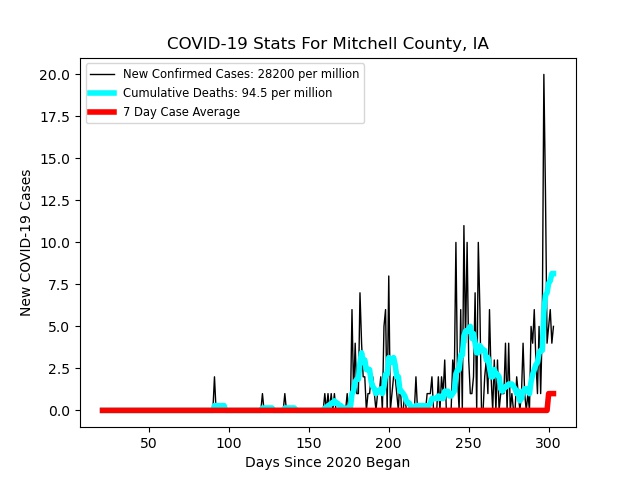 COVID-19 Stats For Mitchell County, IA
New Confirmed Cases: 28200 per million
Cumulative Deaths: 94.5 per million
7 Day Case Average
20.0
17.5
15.0
12.5
10.0
7.5
5.0
2.5
0.0
New COVID-19 Cases
50 100 150 200 250 300
Days Since 2020 Began